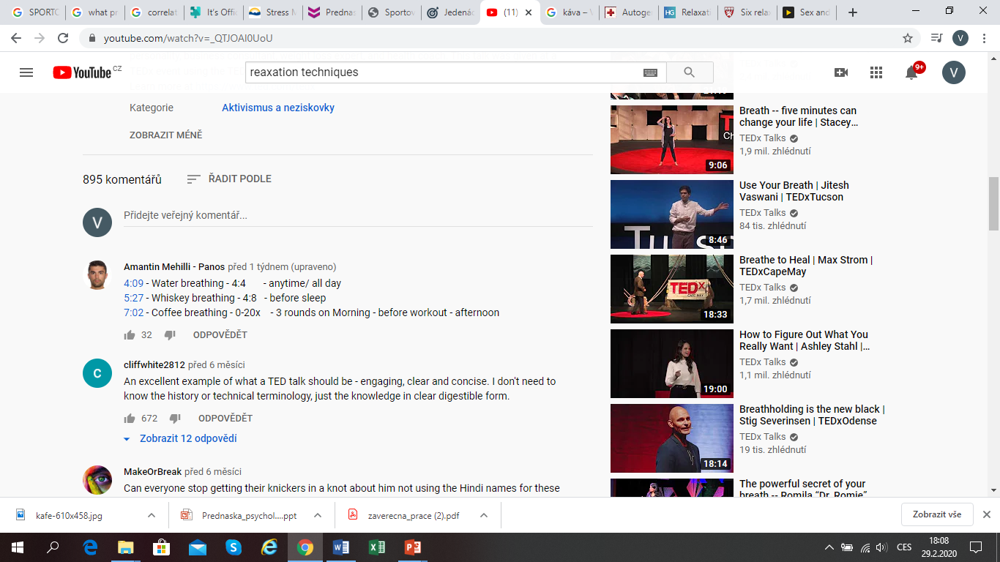 SPORTO
what pr
correlat
It's Offic
Stress M
Prednas
Sportov
Jedenác
(11)
káva – V
Autogen
Relaxati
Six relax
Sex and
youtube.com/watch?v=_QTJOAI0UoU
V
YouTube CZ
reaxation techniques
9+
V
Kategorie Aktivismus a neziskovky
ZOBRAZIT MÉNĚ
895 komentářů ŘADIT PODLE
V
Přidejte veřejný komentář...
Amantin Mehilli - Panos před 1 týdnem (upraveno)
4:09 - Water breathing - 4:4 - anytime/ all day
5:27 - Whiskey breathing - 4:8 - before sleep
7:02 - Coffee breathing - 0-20x - 3 rounds on Morning - before workout - afternoon
32 ODPOVĚDĚT
c
cliffwhite2812 před 6 měsíci
An excellent example of what a TED talk should be - engaging, clear and concise. I don't need to
know the history or technical terminology, just the knowledge in clear digestible form.
672 ODPOVĚDĚT
Zobrazit 12 odpovědí
MakeOrBreak před 6 měsíci
Can everyone stop getting their knickers in a knot about him not using the Hindi names for these
Breath -- five minutes can
change your life | Stacey...
TEDx Talks
1,9 mil. zhlédnutí
9:06
Use Your Breath | Jitesh
Vaswani | TEDxTucson
TEDx Talks
84 tis. zhlédnutí
8:46
Breathe to Heal | Max Strom |
TEDxCapeMay
TEDx Talks
1,7 mil. zhlédnutí
TEDx
18:33
How to Figure Out What You
Really Want | Ashley Stahl |...
TEDx Talks
1,1 mil. zhlédnutí
19:00
Breathholding is the new black |
Stig Severinsen | TEDxOdense
TEDx Talks
19 tis. zhlédnutí
18:14
The powerful secret of your
breath -- Romila "Dr. Romie"
kafe-610x458.jpg
Prednaska_psychol....ppt
zaverecna_prace (2).pdf
Zobrazit vše
CES
18:08
29.2.2020